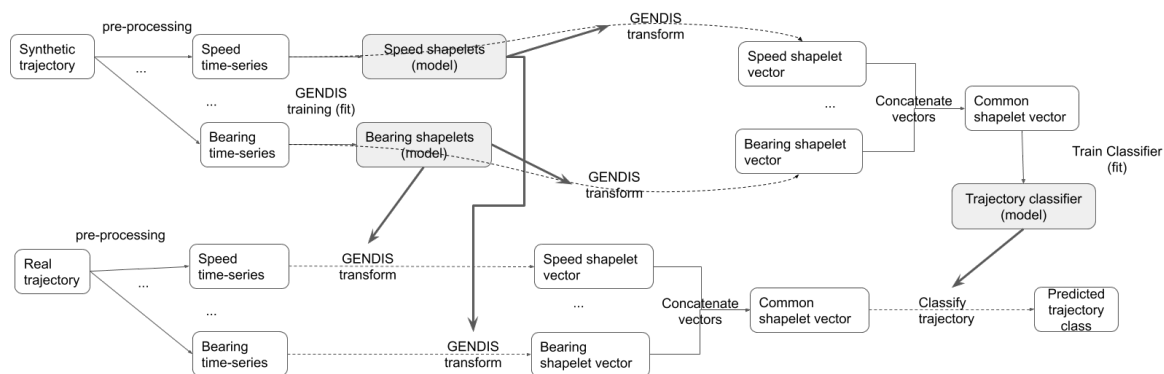 pre-processing
Synthetic
trajectory
...
Speed
time-series
...
Bearing
time-series
GENDIS
training (fit)
Speed shapelets
(model)
Bearing shapelets
(model)
GENDIS
transform
GENDIS
transform
Speed shapelet
vector
...
Bearing shapelet
vector
Concatenate
vectors
Common
shapelet vector
Train Classifier
(fit)
Trajectory classifier
(model)
pre-processing
Real
trajectory
...
Speed
time-series
...
Bearing
time-series
GENDIS
transform
GENDIS
transform
Speed shapelet
vector
...
Bearing
shapelet vector
Concatenate
vectors
Common
shapelet vector
Classify
trajectory
Predicted
trajectory
class